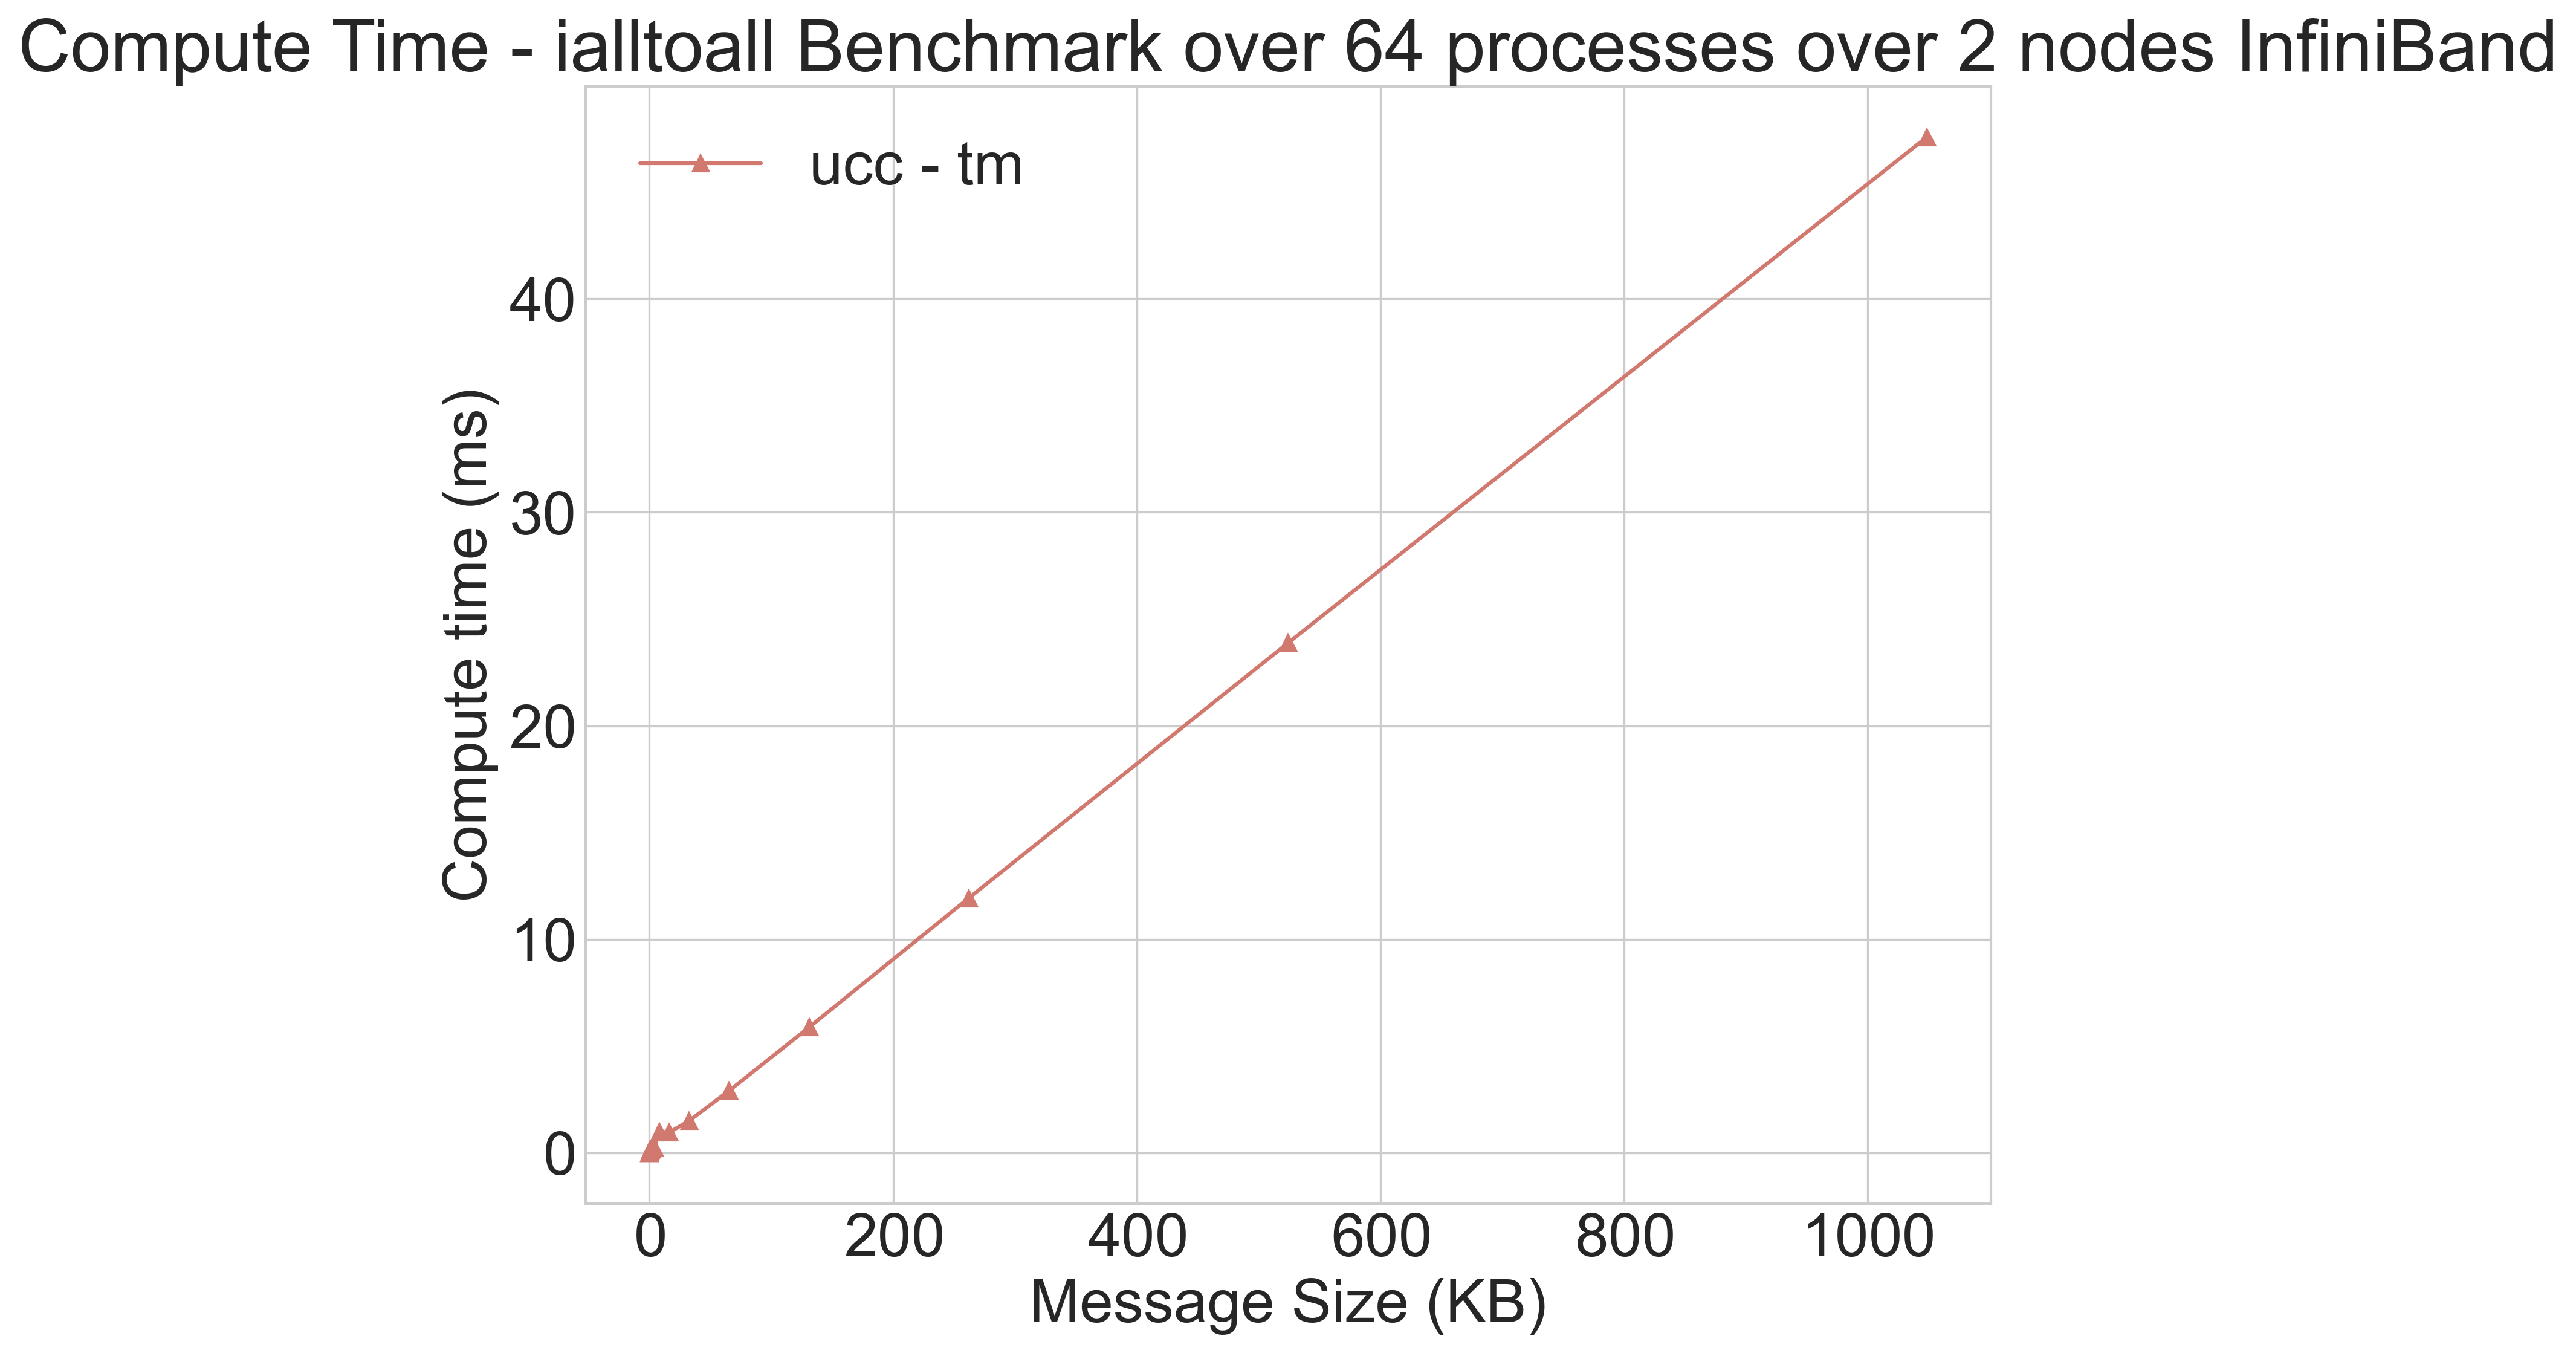 Compute Time - ialltoall Benchmark over 64 processes over 2 nodes InfiniBand
ucc - tm
Compute time (ms)
40
30
20
10
0
0 200 400 600 800 1000
Message Size (KB)